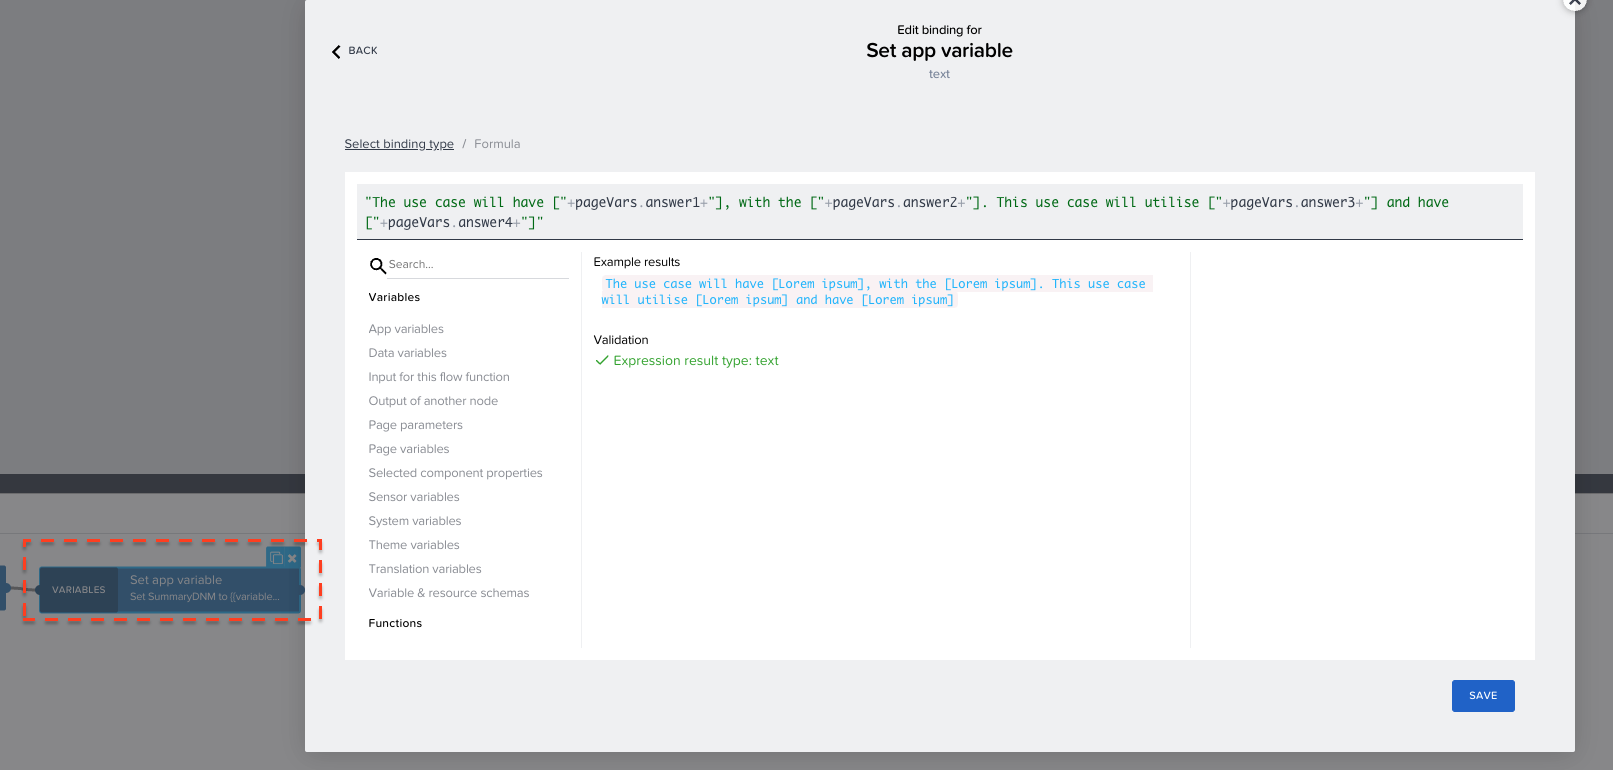 Edit binding for
BACK
Set app variable
text
Select binding type / Formula
"The use case will have ["+pageVars.answer1+"], with the ["+pageVars.answer2+"]. This use case will utilise ["+pageVars.answer3+"] and have
["+pageVars.answer4+"]"
Search...
Variables
App variables
Data variables
Input for this flow function
Output of another node
Page parameters
Page variables
Selected component properties
Sensor variables
System variables
Theme variables
Translation variables
Variable & resource schemas
Functions
Example results
The use case will have [Lorem ipsum], with the [Lorem ipsum]. This use case
will utilise [Lorem ipsum] and have [Lorem ipsum]
Validation
Expression result type: text
VARIABLES
Set app variable
Set SummaryDNM to {{variable...
SAVE